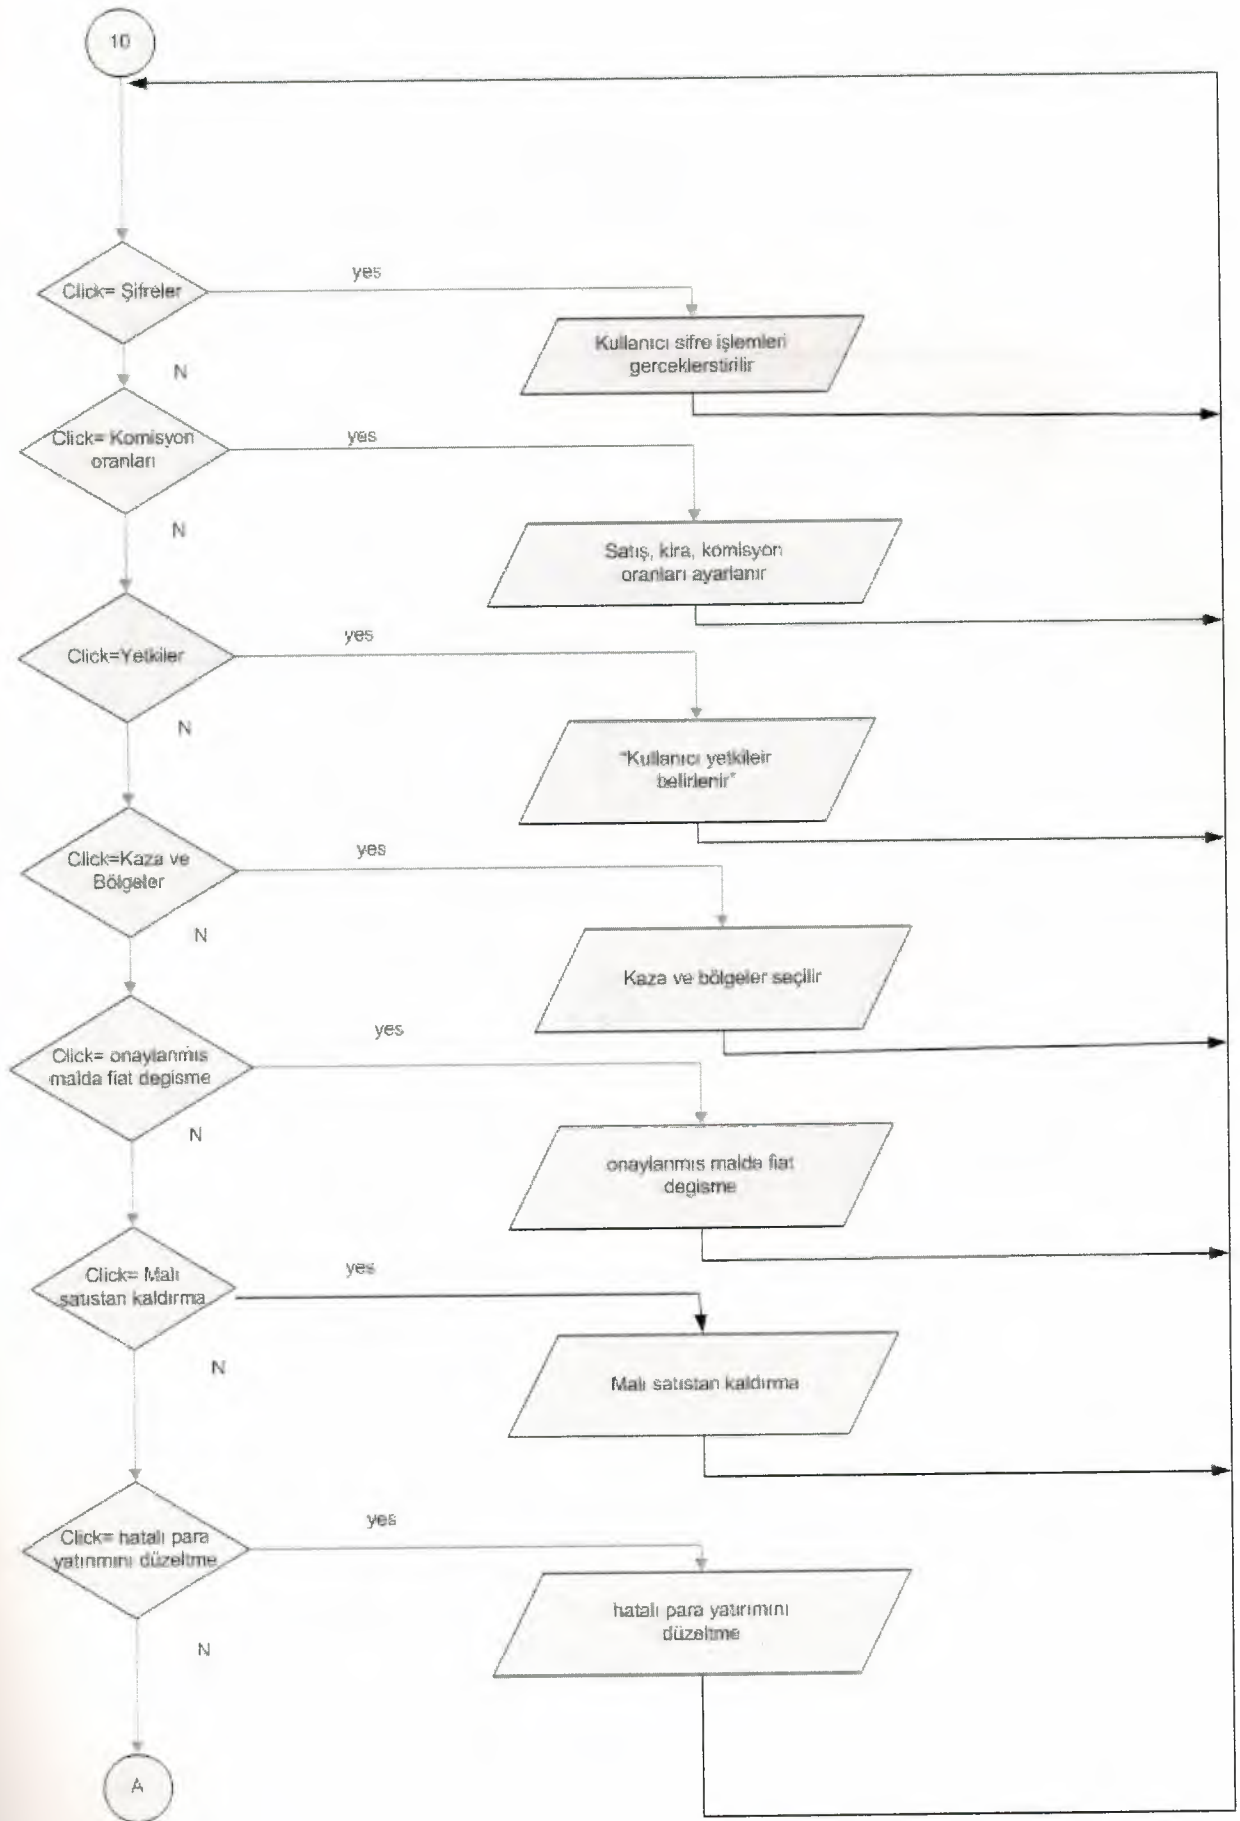 10
Click= Şifreler
yes
Kullanıcı sifre işlemleri
gerceklerstirilir
N
Click= Komisyon
oranları
yes
Satış, kira, komisyon
oranları ayarlanır
N
Click=Yetkiler
yes
"Kullanıcı yetkileir
belirlenir"
N
Click=Kaza ve
Bölgeler
yes
Kaza ve bölgeler seçilir
N
Click= onaylanmıs
malda fiat degisme
yes
onaylanmıs malda fiat
degisme
N
Click= Malı
satıstan kaldırma
yes
Malı satıstan kaldırma
N
Click= hatalı para
yatırımını düzeltme
yes
hatalı para yatırımını
düzeltme
N
A